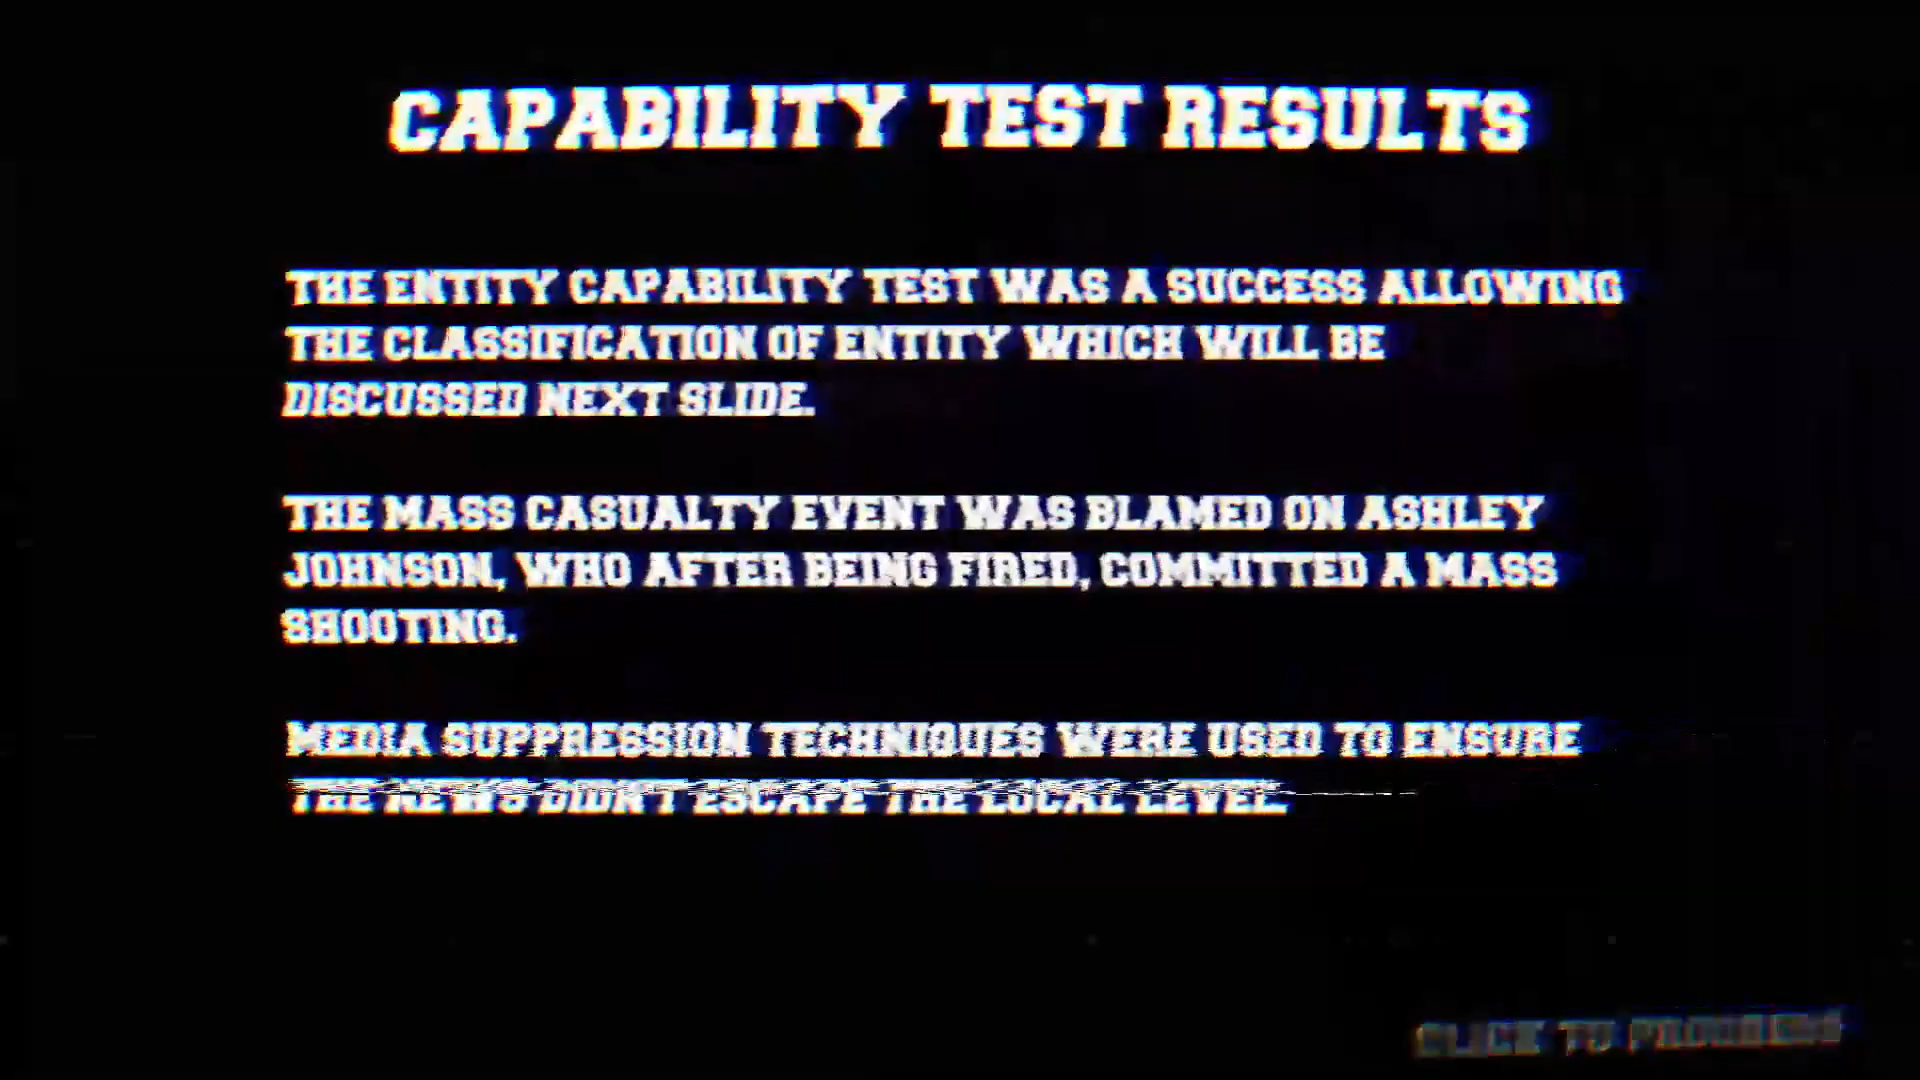 CAPABILITY TEST RESULTS
THE ENTITY CAPABILITY TEST WAS A SUCCESS ALLOWING
THE CLASSIFICATION OF ENTITY WHICH WILL BE
DISCUSSED NEXT SLIDE.
THE MASS CASUALTY EVENT WAS BLAMED ON ASHLEY
JOHNSON, WHO AFTER BEING FIRED, COMMITTED A MASS
SHOOTING.
MEDIA SUPPRESSION TECHNIQUES WERE USED TO ENSURE
THE NEWS DIDN'T ESCAPE THE LOCAL LEVEL.
CLICK TO PROGRESS